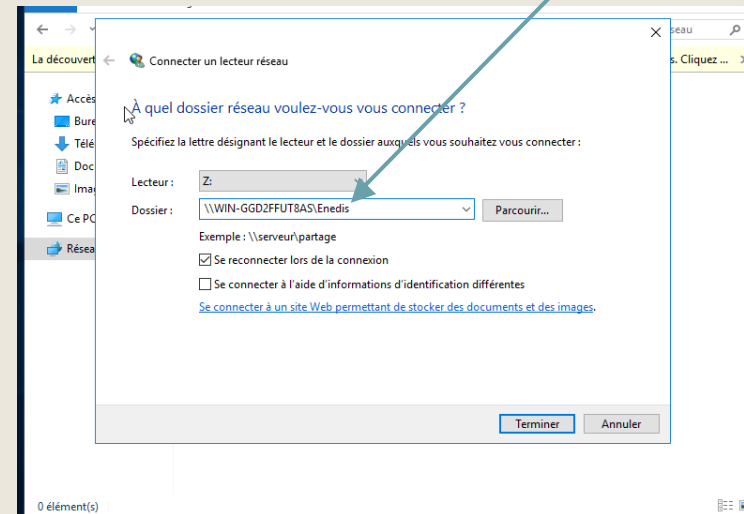 seau
La découvert
s. Cliquez ...
Connecter un lecteur réseau
Accès
Bure
Télé
Doc
Imag
Ce PC
Résea
À quel dossier réseau voulez-vous vous connecter ?
Spécifiez la lettre désignant le lecteur et le dossier auxquels vous souhaitez vous connecter :
Lecteur : Z:
Dossier : \\WIN-GGD2FFUT8AS\Enedis Parcourir...
Exemple : \\serveur\partage
Se reconnecter lors de la connexion
Se connecter à l'aide d'informations d'identification différentes
Se connecter à un site Web permettant de stocker des documents et des images.
Terminer Annuler
0 élément(s)